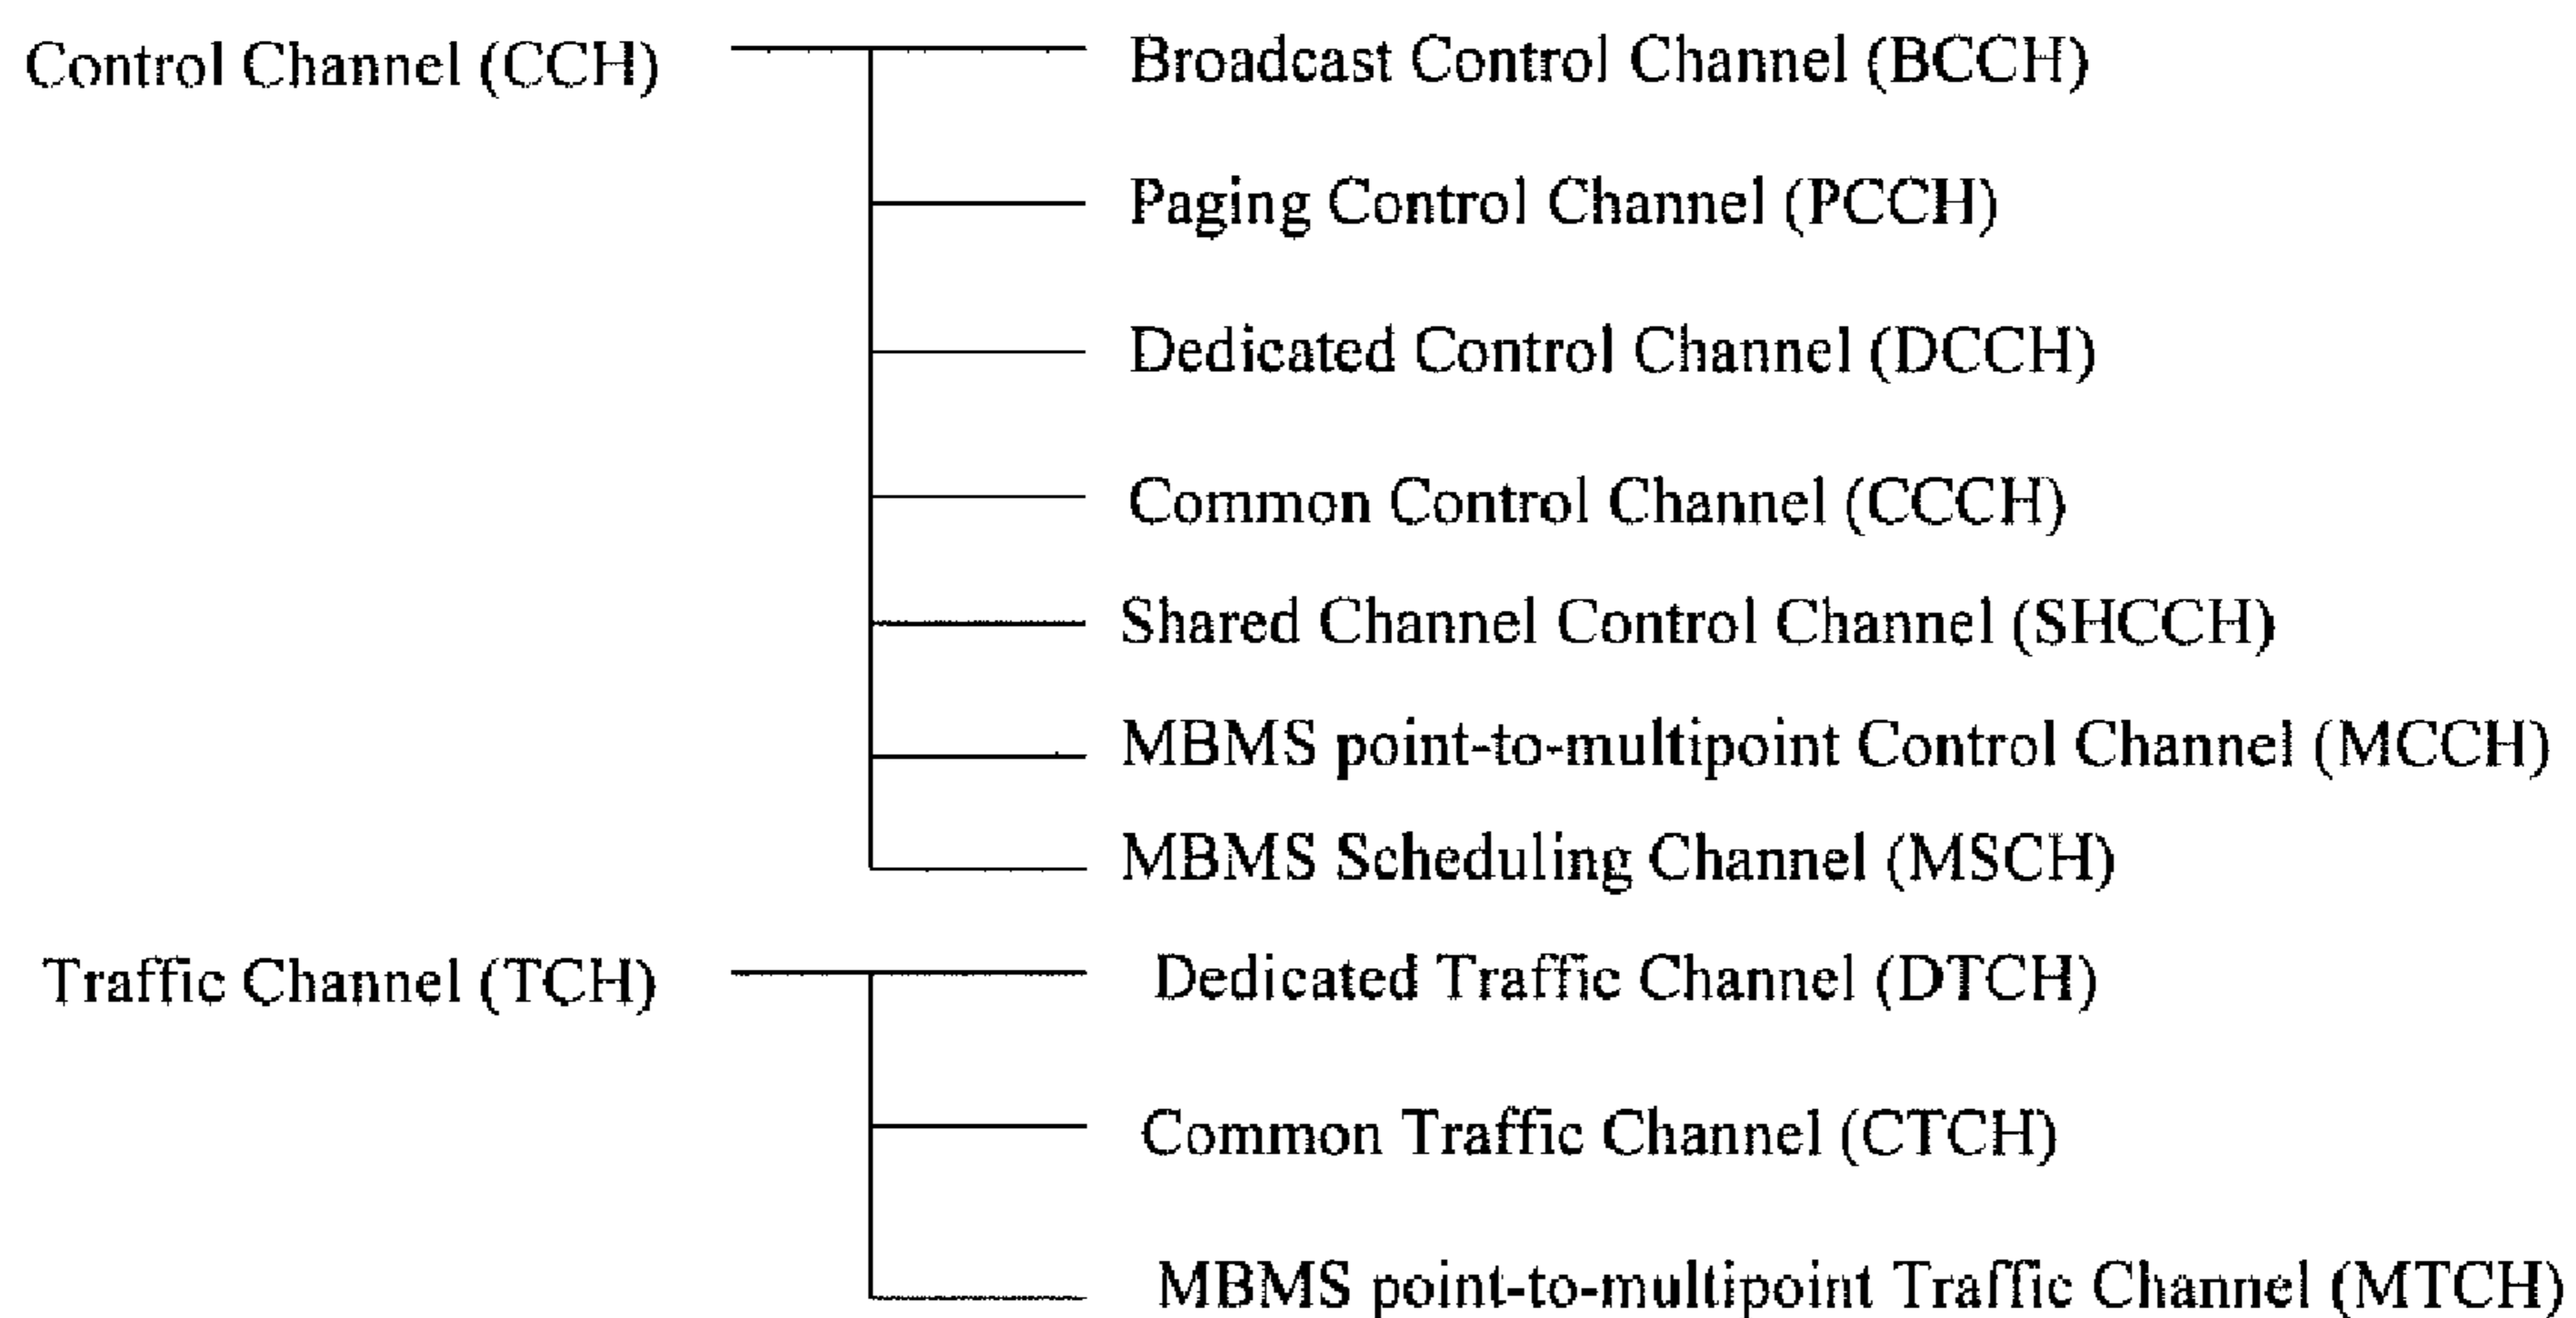 Control Channel (CCH)
Broadcast Control Channel (BCCH)
Paging Control Channel (PCCH)
Dedicated Control Channel (DCCH)
Common Control Channel (CCCH)
Shared Channel Control Channel (SHCCH)
MBMS point-to-multipoint Control Channel (MCCH)
MBMS Scheduling Channel (MSCH)
Traffic Channel (TCH)
Dedicated Traffic Channel (DTCH)
Common Traffic Channel (CTCH)
MBMS point-to-multipoint Traffic Channel (MTCH)